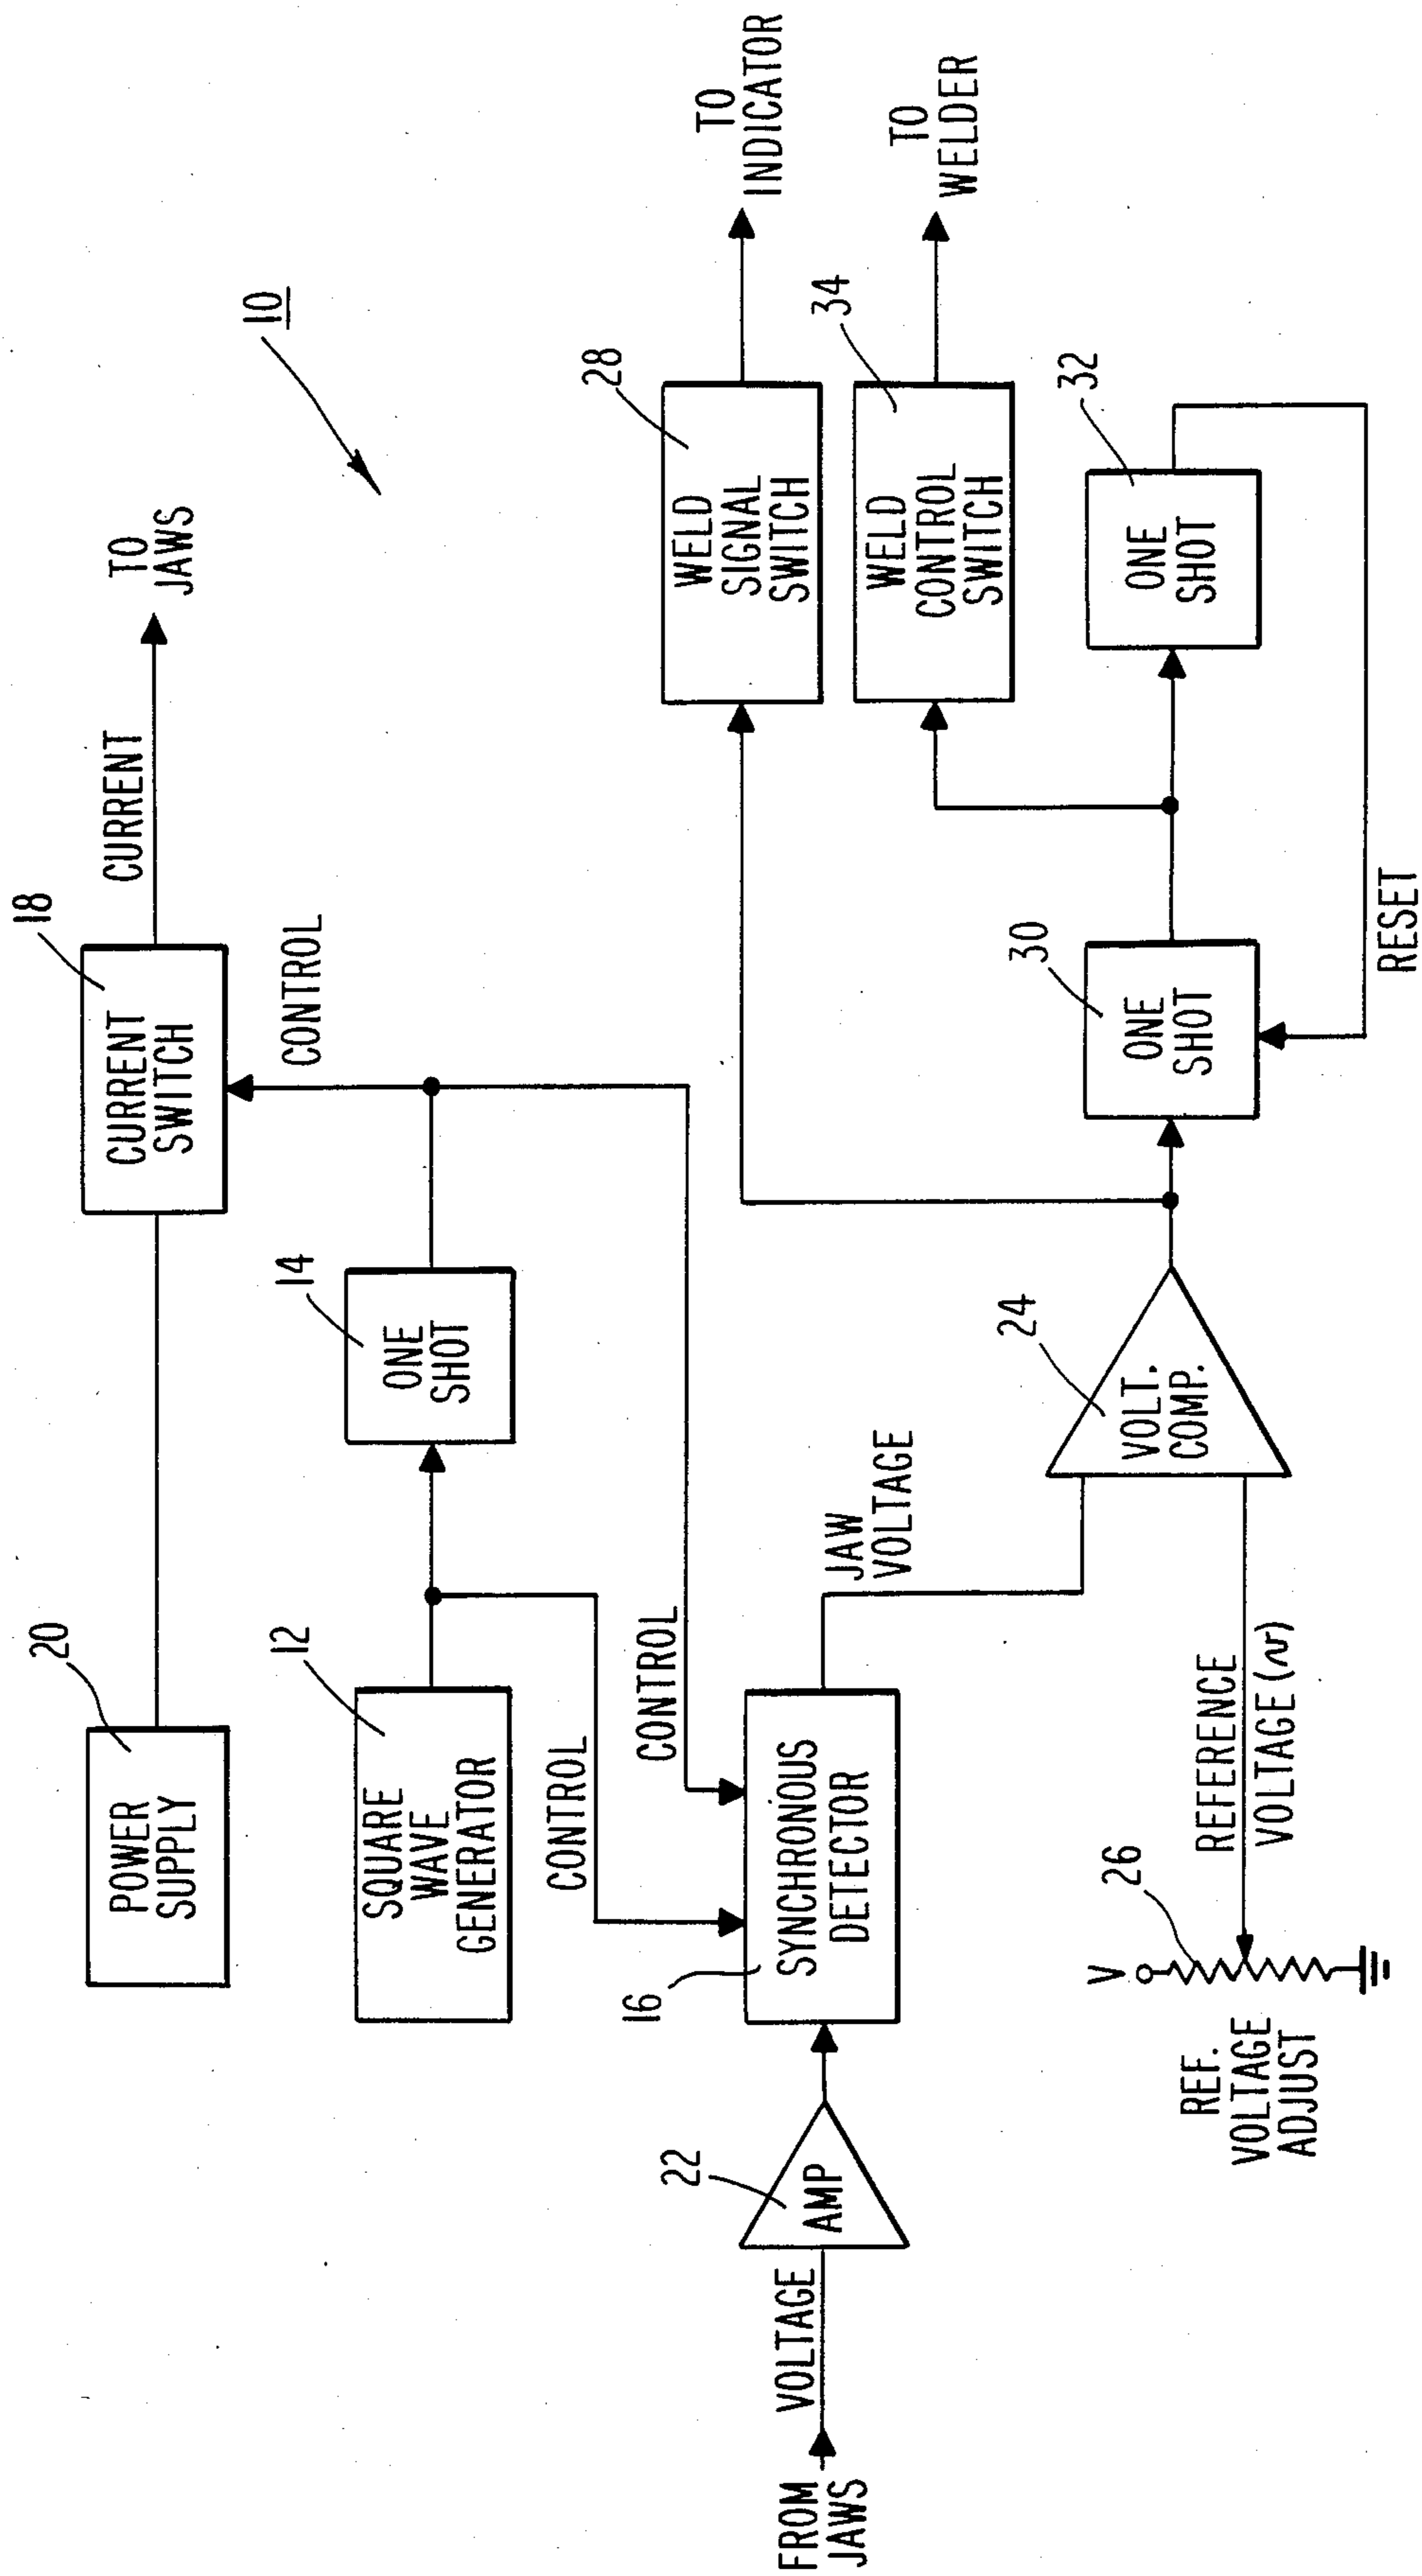 10
20
POWER
SUPPLY
18
CURRENT
SWITCH
CURRENT
TO
JAWS
12
SQUARE
WAVE
GENERATOR
14
ONE
SHOT
CONTROL
CONTROL
CONTROL
FROM
JAWS
VOLTAGE
22
AMP
16
SYNCHRONOUS
DETECTOR
JAW
VOLTAGE
28
WELD
SIGNAL
SWITCH
TO
INDICATOR
34
WELD
CONTROL
SWITCH
TO
WELDER
REF.
VOLTAGE
ADJUST
V
26
REFERENCE
VOLTAGE (v)
24
VOLT.
COMP.
30
ONE
SHOT
32
ONE
SHOT
RESET